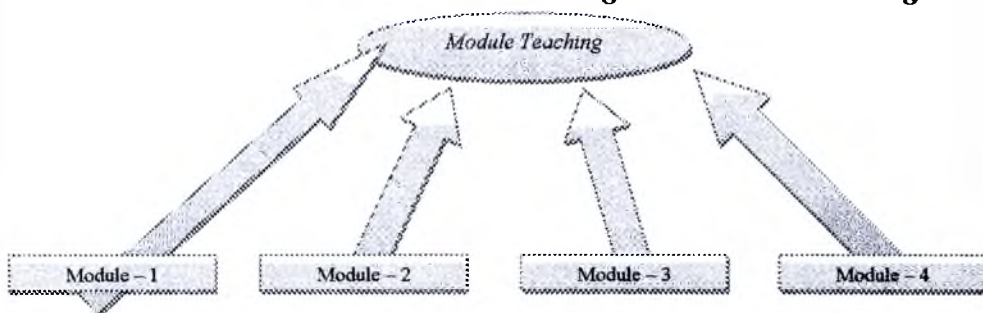 Module Teaching
Module – 1
Module – 2
Module – 3
Module – 4